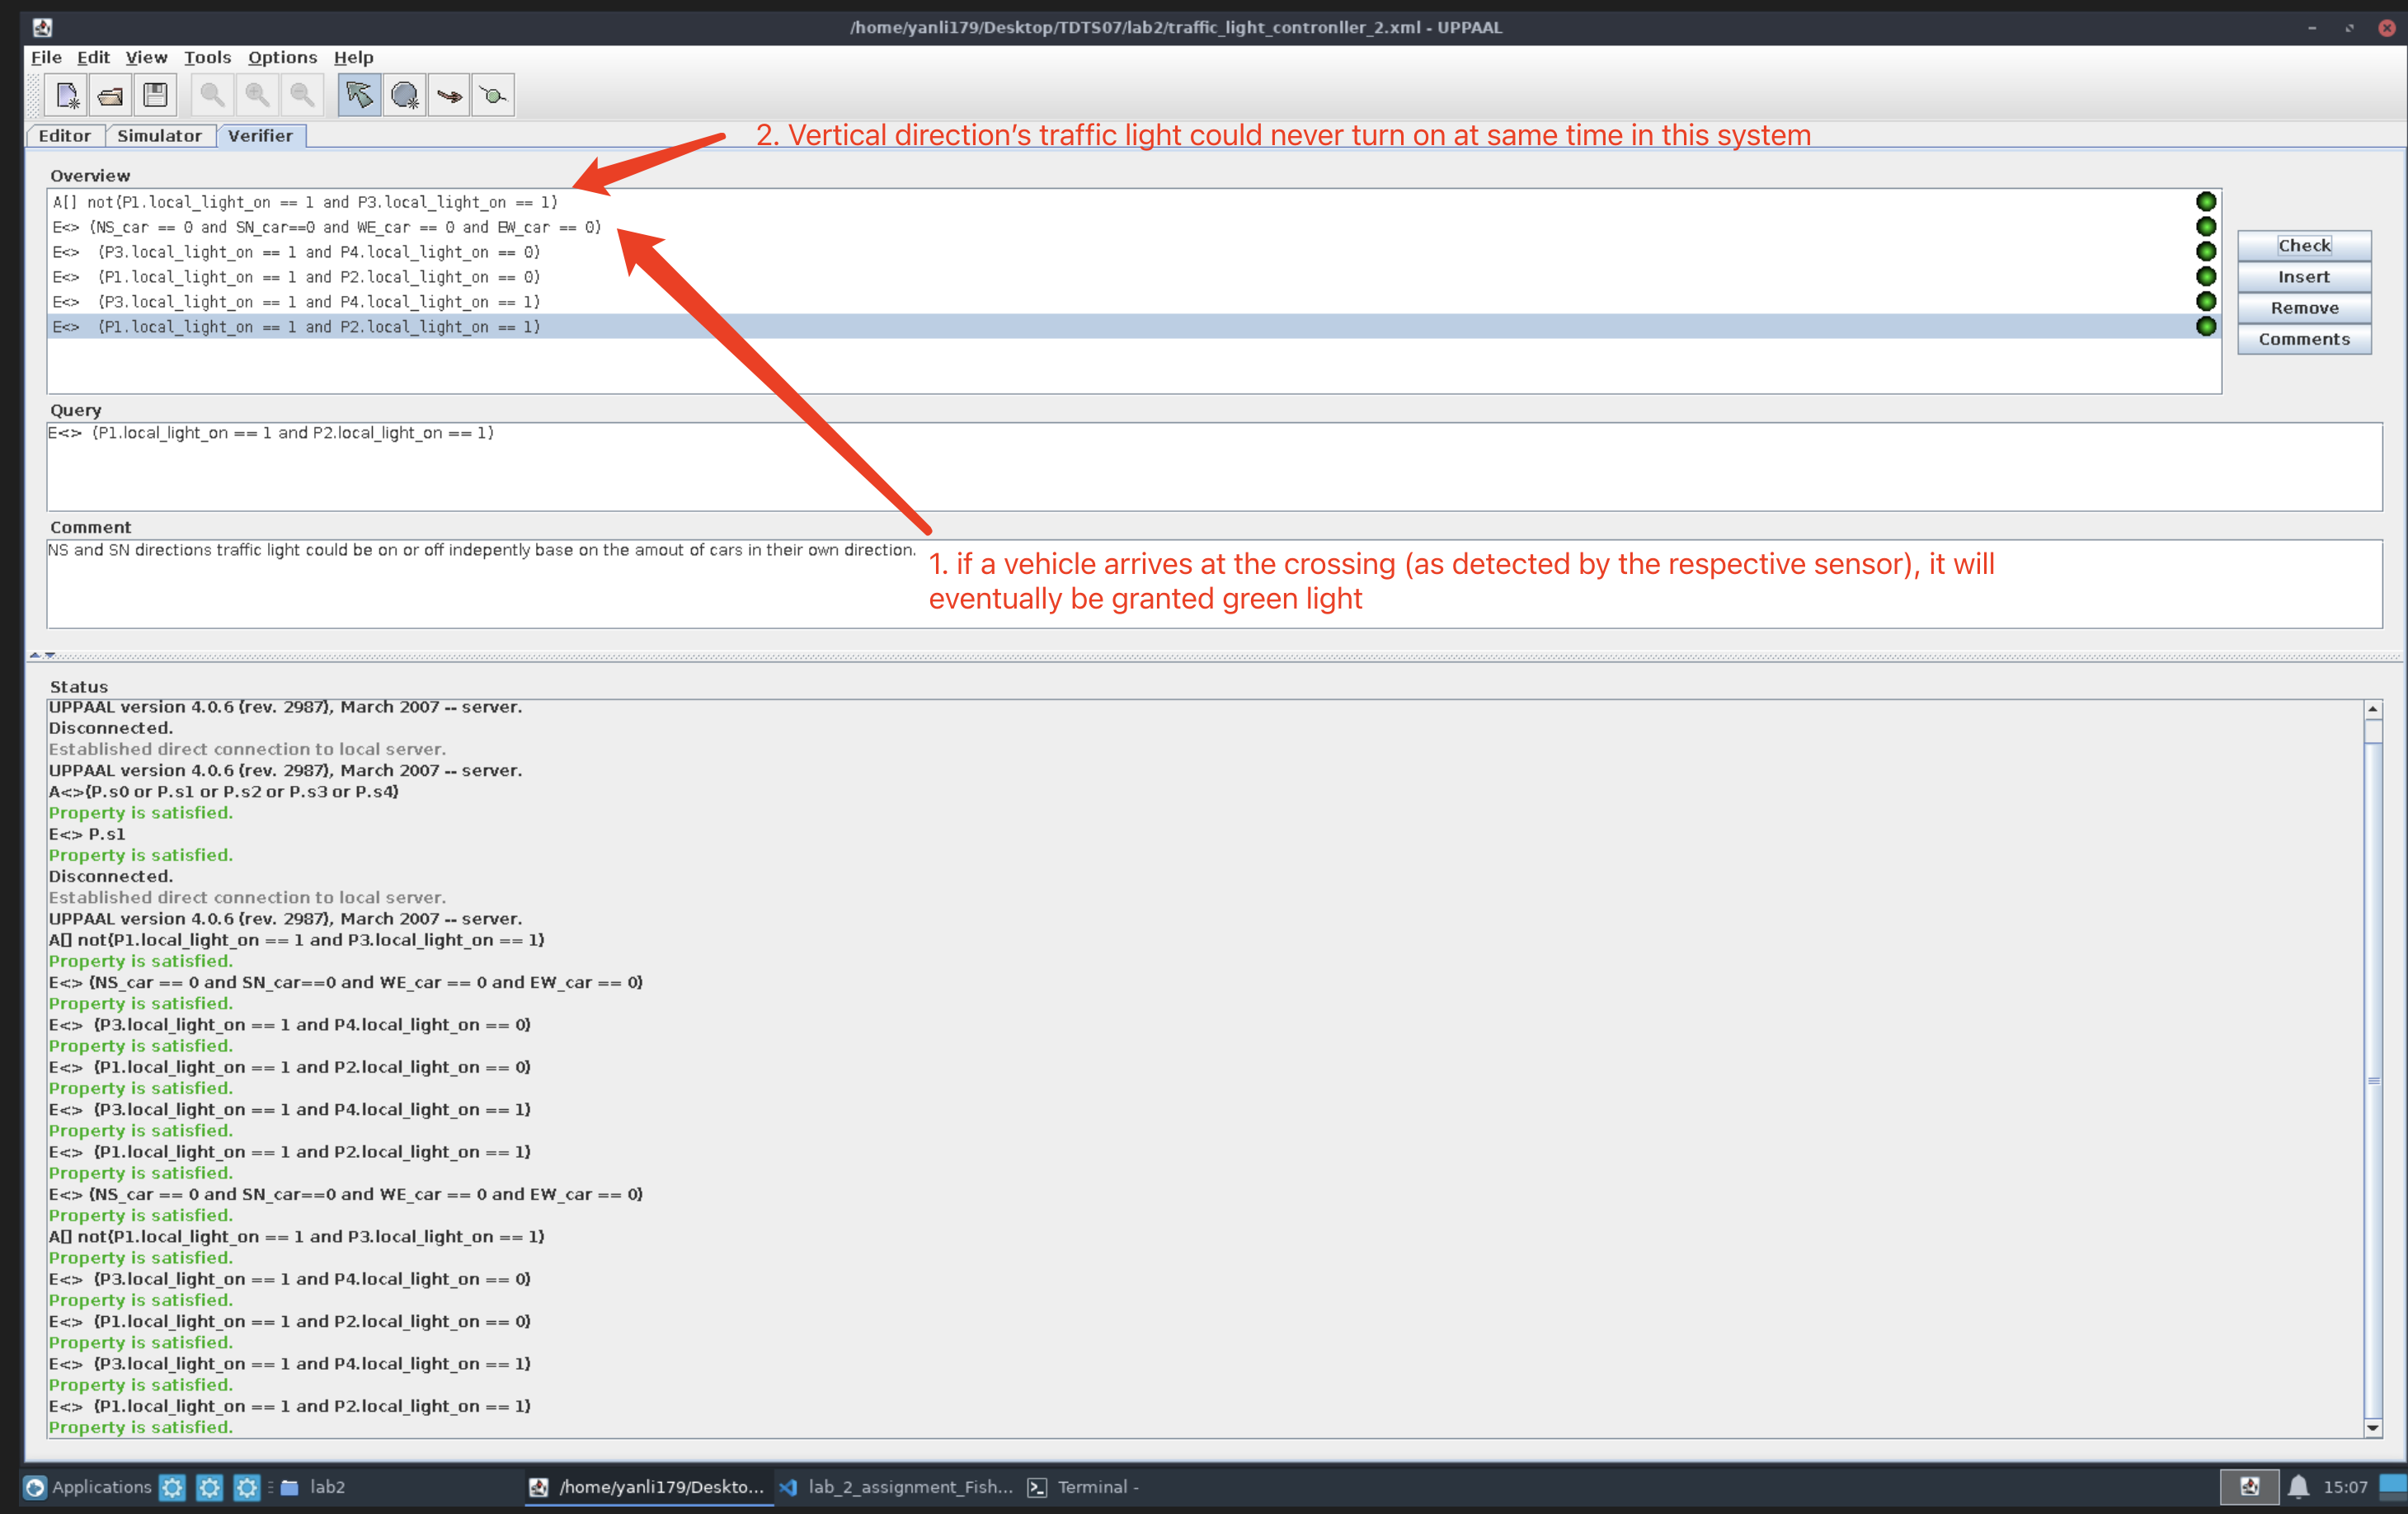 /home/yanli179/Desktop/TDTS07/lab2/traffic_light_contronller_2.xml - UPPAAL
File Edit View Tools Options Help
Editor Simulator Verifier
2. Vertical direction’s traffic light could never turn on at same time in this system
Overview
A[] not(P1.local_light_on == 1 and P3.local_light_on == 1)
E<> (NS_car == 0 and SN_car==0 and WE_car == 0 and EW_car == 0)
E<> (P3.local_light_on == 1 and P4.local_light_on == 0)
E<> (P1.local_light_on == 1 and P2.local_light_on == 0)
E<> (P3.local_light_on == 1 and P4.local_light_on == 1)
E<> (P1.local_light_on == 1 and P2.local_light_on == 1)
Check
Insert
Remove
Comments
Query
E<> (P1.local_light_on == 1 and P2.local_light_on == 1)
Comment
NS and SN directions traffic light could be on or off indepently base on the amout of cars in their own direction.
1. if a vehicle arrives at the crossing (as detected by the respective sensor), it will
eventually be granted green light
Status
UPPAAL version 4.0.6 (rev. 2987), March 2007 -- server.
Disconnected.
Established direct connection to local server.
UPPAAL version 4.0.6 (rev. 2987), March 2007 -- server.
A<>(P.s0 or P.s1 or P.s2 or P.s3 or P.s4)
Property is satisfied.
E<> P.s1
Property is satisfied.
Disconnected.
Established direct connection to local server.
UPPAAL version 4.0.6 (rev. 2987), March 2007 -- server.
A[] not(P1.local_light_on == 1 and P3.local_light_on == 1)
Property is satisfied.
E<> (NS_car == 0 and SN_car==0 and WE_car == 0 and EW_car == 0)
Property is satisfied.
E<> (P3.local_light_on == 1 and P4.local_light_on == 0)
Property is satisfied.
E<> (P1.local_light_on == 1 and P2.local_light_on == 0)
Property is satisfied.
E<> (P3.local_light_on == 1 and P4.local_light_on == 1)
Property is satisfied.
E<> (P1.local_light_on == 1 and P2.local_light_on == 1)
Property is satisfied.
E<> (NS_car == 0 and SN_car==0 and WE_car == 0 and EW_car == 0)
Property is satisfied.
A[] not(P1.local_light_on == 1 and P3.local_light_on == 1)
Property is satisfied.
E<> (P3.local_light_on == 1 and P4.local_light_on == 0)
Property is satisfied.
E<> (P1.local_light_on == 1 and P2.local_light_on == 0)
Property is satisfied.
E<> (P3.local_light_on == 1 and P4.local_light_on == 1)
Property is satisfied.
E<> (P1.local_light_on == 1 and P2.local_light_on == 1)
Property is satisfied.
Applications lab2 /home/yanli179/Deskto... lab_2_assignment_Fish... Terminal - 15:07